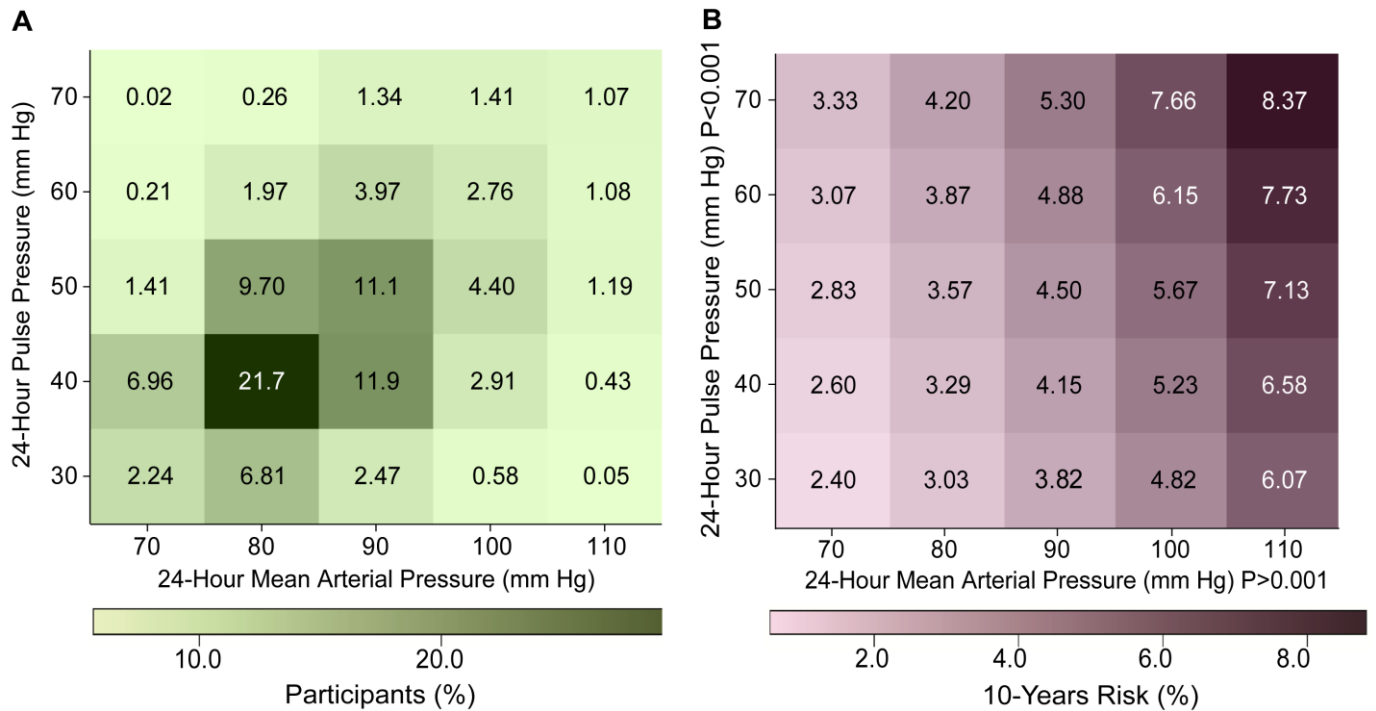 A
24-Hour Pulse Pressure (mm Hg)
70 0.02 0.26 1.34 1.41 1.07
60 0.21 1.97 3.97 2.76 1.08
50 1.41 9.70 11.1 4.40 1.19
40 6.96 21.7 11.9 2.91 0.43
30 2.24 6.81 2.47 0.58 0.05
70 80 90 100 110
24-Hour Mean Arterial Pressure (mm Hg)
10.0 20.0
Participants (%)
B
24-Hour Pulse Pressure (mm Hg) P<0.001
70 3.33 4.20 5.30 7.66 8.37
60 3.07 3.87 4.88 6.15 7.73
50 2.83 3.57 4.50 5.67 7.13
40 2.60 3.29 4.15 5.23 6.58
30 2.40 3.03 3.82 4.82 6.07
70 80 90 100 110
24-Hour Mean Arterial Pressure (mm Hg) P>0.001
2.0 4.0 6.0 8.0
10-Years Risk (%)